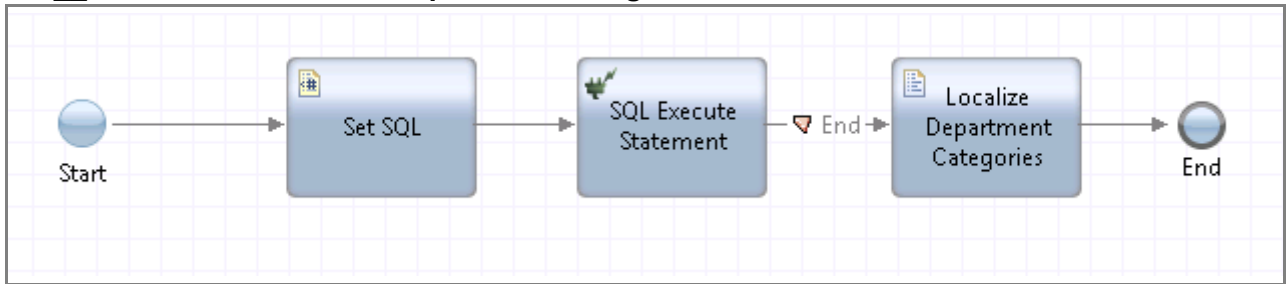 Start
Set SQL
SQL Execute
Statement
End
Localize
Department
Categories
End